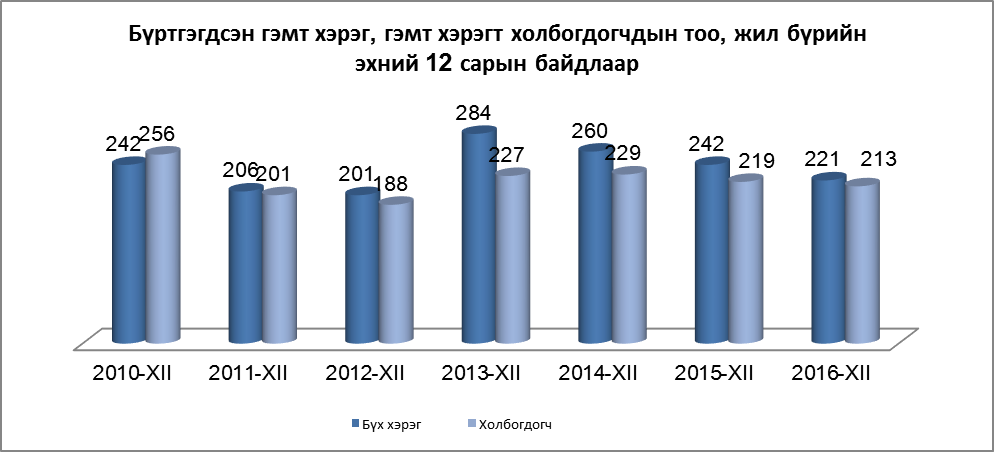 Бүртгэгдсэн гэмт хэрэг, гэмт хэрэгт холбогдогчдын тоо, жил бүрийн
эхний 12 сарын байдлаар
242 256 206 201 201 188 284 227 260 229 242 219 221 213
2010-XII 2011-XII 2012-XII 2013-XII 2014-XII 2015-XII 2016-XII
Бүх хэрэг Холбогдогч